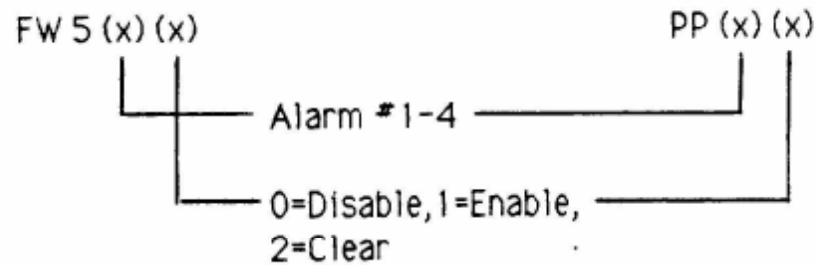 FW 5 (x) (x) PP (x) (x)
Alarm #1-4
0=Disable, 1=Enable,
2=Clear